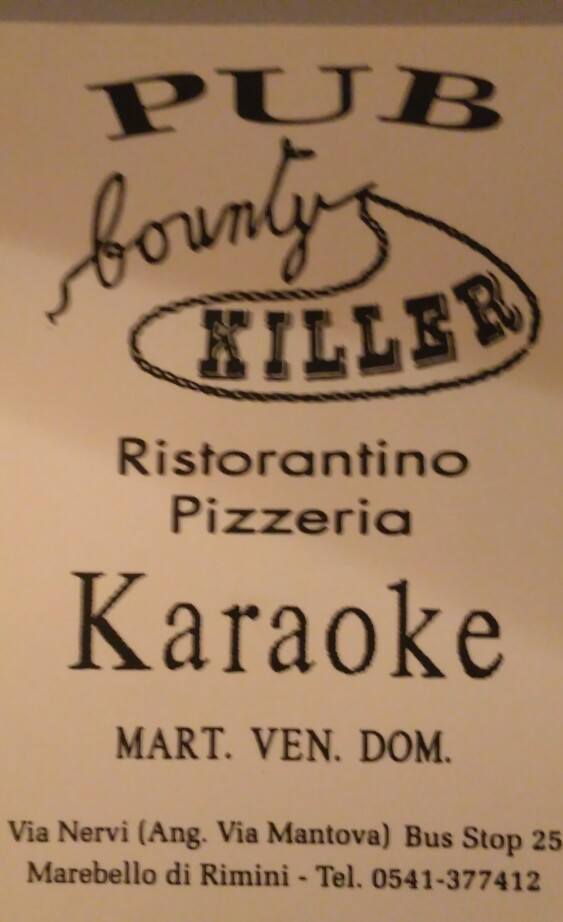 PUB
bounty
KILLER
Ristorantino
Pizzeria
Karaoke
MART. VEN. DOM.
Via Nervi (Ang. Via Mantova) Bus Stop 25
Marebello di Rimini - Tel. 0541-377412